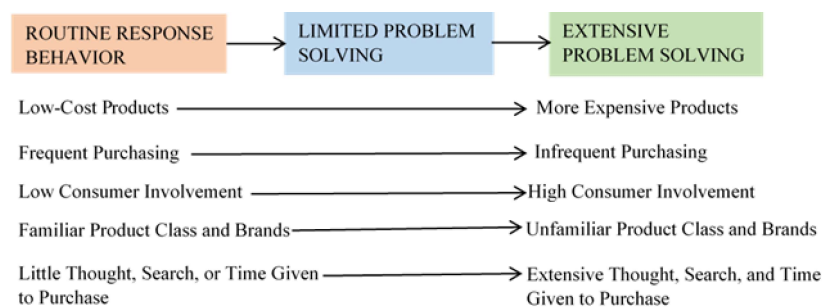 ROUTINE RESPONSE
BEHAVIOR
LIMITED PROBLEM
SOLVING
EXTENSIVE
PROBLEM SOLVING
Low-Cost Products
More Expensive Products
Frequent Purchasing
Infrequent Purchasing
Low Consumer Involvement
High Consumer Involvement
Familiar Product Class and Brands
Unfamiliar Product Class and Brands
Little Thought, Search, or Time Given
to Purchase
Extensive Thought, Search, and Time
Given to Purchase